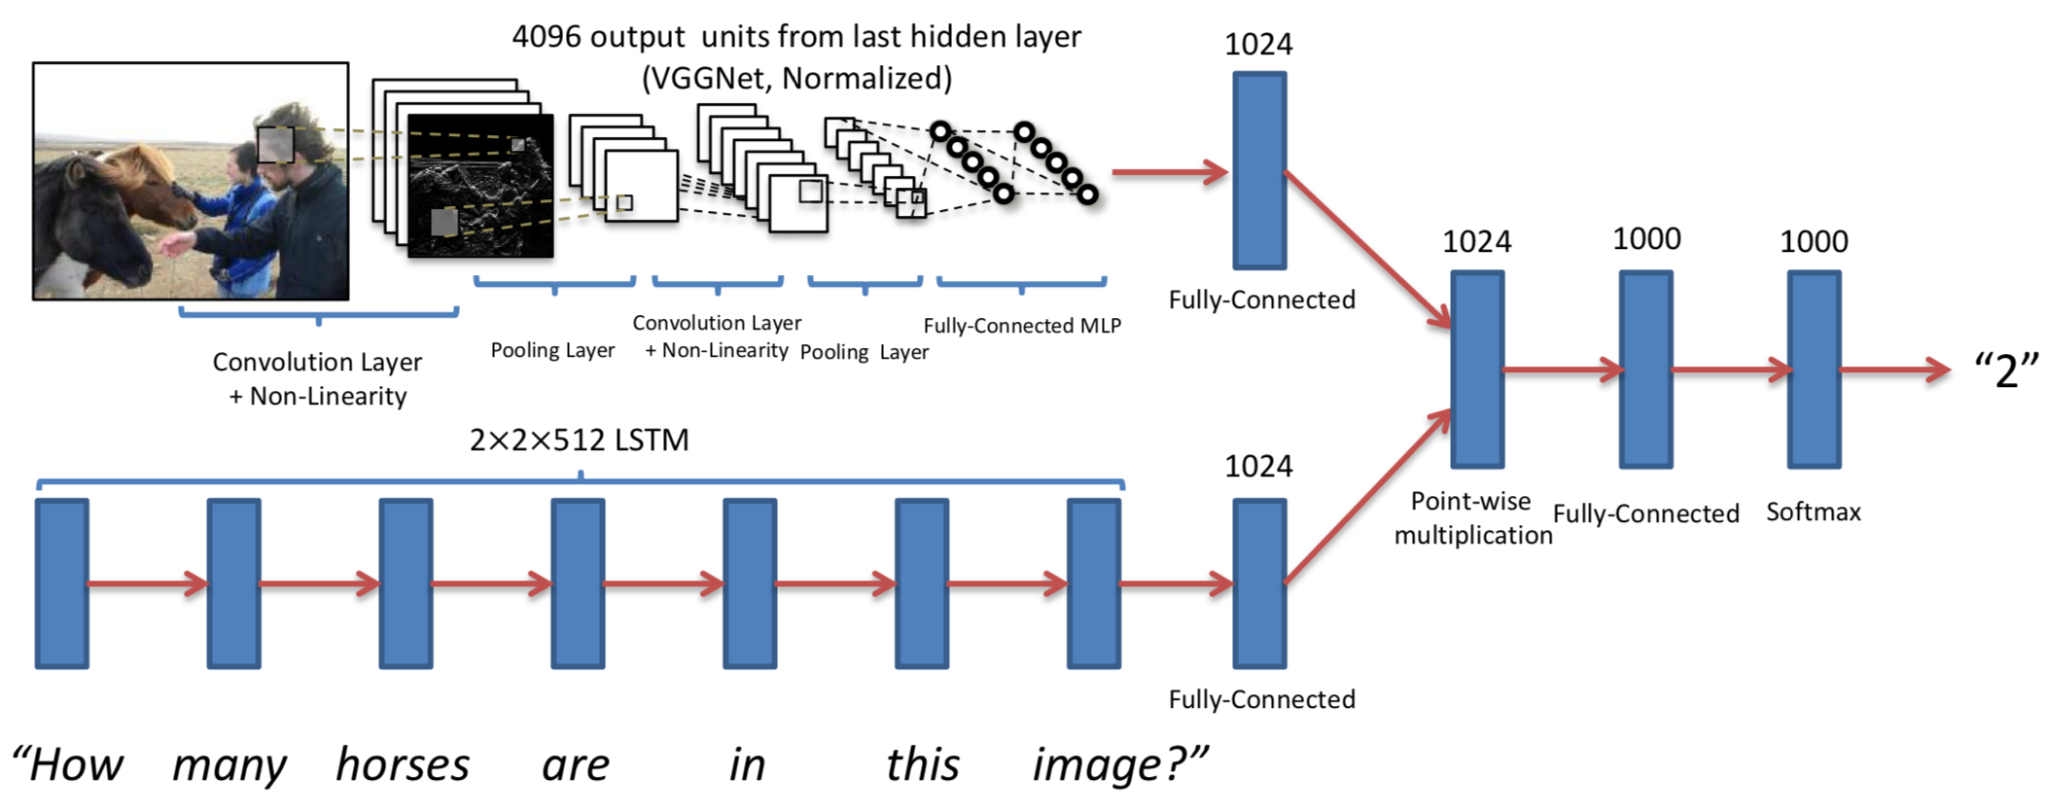 4096 output units from last hidden layer
(VGGNet, Normalized)
1024
Convolution Layer
+ Non-Linearity
Pooling Layer
Convolution Layer
+ Non-Linearity
Pooling Layer
Fully-Connected MLP
Fully-Connected
2×2×512 LSTM
1024
Fully-Connected
1024
Point-wise
multiplication
1000
Fully-Connected
1000
Softmax
“2”
“How many horses are in this image?”